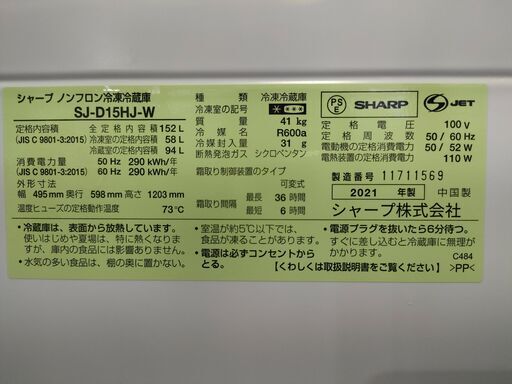 シャープ ノンフロン冷凍冷蔵庫
SJ-D15HJ-W
定格内容積 全定格内容積 152 L
(JIS C 9801-3:2015) 冷凍室の定格内容積 58 L
冷蔵室の定格内容積 94 L
消費電力量 50 Hz 290 kWh/年
(JIS C 9801-3:2015) 60 Hz 290 kWh/年
外形寸法
幅 495 mm 奥行 598 mm 高さ 1203 mm
温度ヒューズの定格動作温度 73℃
種類 冷凍冷蔵庫
冷凍室の記号
質量 41 kg
冷媒名 R600a
冷媒封入量 31 g
断熱発泡ガス シクロペンタン
霜取り制御装置のタイプ
可変式
霜取り間隔 最長 36 時間
最短 6 時間
PS
E
SHARP
S JET
定格電圧 100 V
定格周波数 50 / 60 Hz
電動機の定格消費電力 50 / 52 W
電熱装置の定格消費電力 110 W
製造番号 11711569
2021 年製 中国製
シャープ株式会社
・冷蔵庫は、表面から放熱しています。
使いはじめや夏場は、特に熱くなりま
すが、庫内の食品には影響ありません。
・水気の多い食品は、棚の奥に置かない。
室温が約5℃以下では、
食品が凍ることがあります。
・電源は必ずコンセントから
とる。
・電源プラグを抜いたら6分待つ。
すぐに差し込むと冷蔵庫に無理が
かかります。
【くわしくは取扱説明書をご覧ください】
C484
>PP<